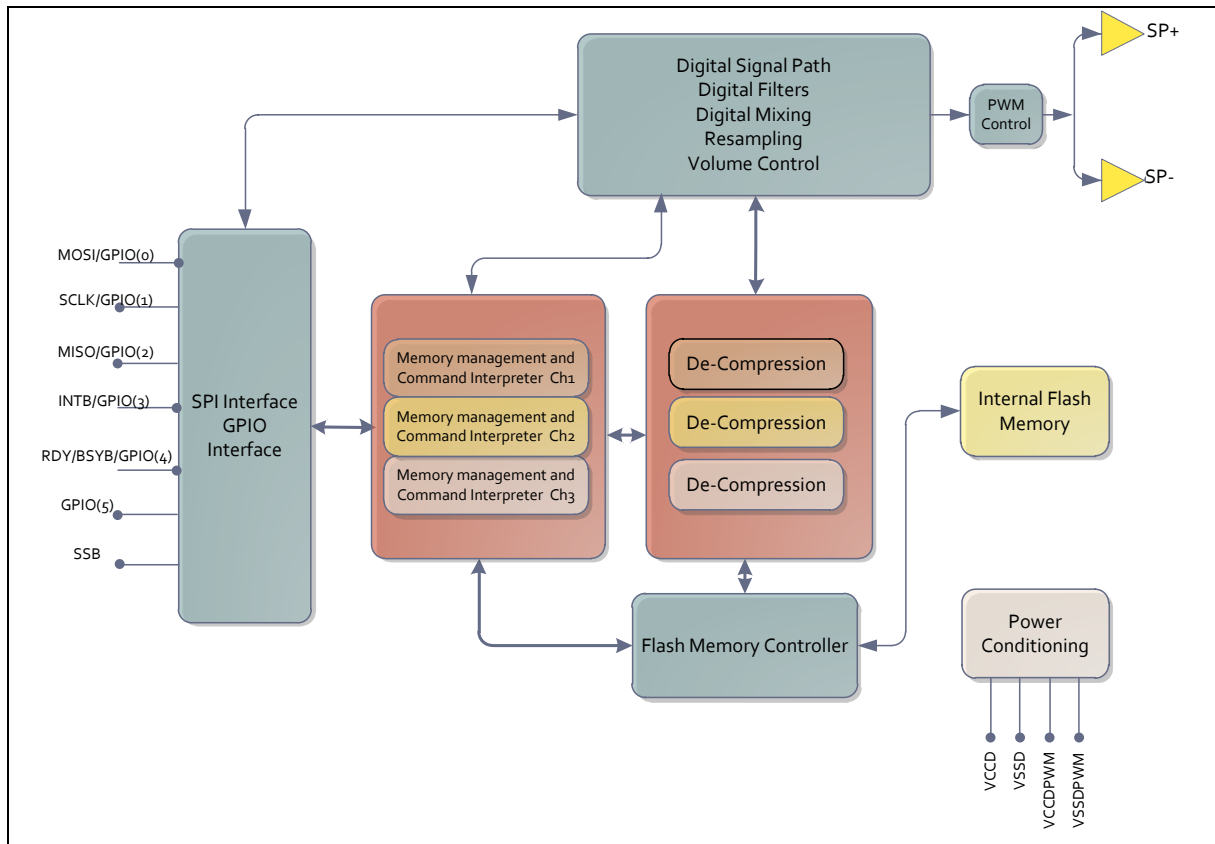 Digital Signal Path
Digital Filters
Digital Mixing
Resampling
Volume Control
PWM
Control
SP+
SP-
MOSI/GPIO(0)
SCLK/GPIO(1)
MISO/GPIO(2)
INTB/GPIO(3)
RDY/BSYB/GPIO(4)
GPIO(5)
SSB
SPI Interface
GPIO
Interface
Memory management and
Command Interpreter Ch1
Memory management and
Command Interpreter Ch2
Memory management and
Command Interpreter Ch3
De-Compression
De-Compression
De-Compression
Internal Flash
Memory
Flash Memory Controller
Power
Conditioning
VCCD
VSSD
VCCDPWM
VSSDPWM